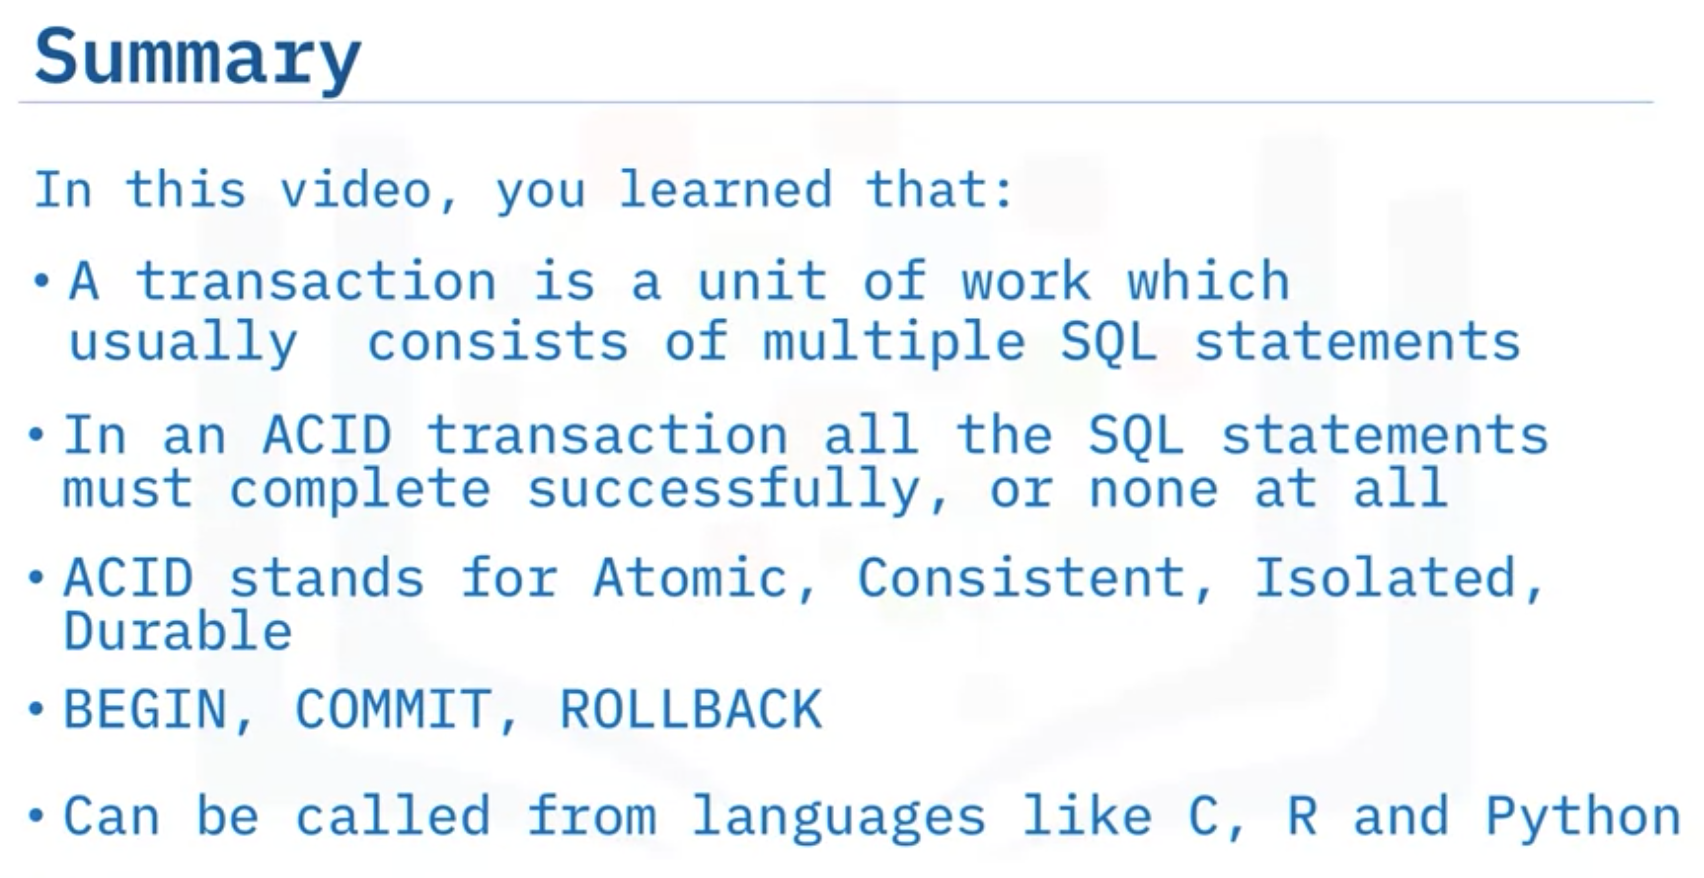 Summary
In this video, you learned that:
• A transaction is a unit of work which
usually  consists of multiple SQL statements
• In an ACID transaction all the SQL statements
must complete successfully, or none at all
• ACID stands for Atomic, Consistent, Isolated,
Durable
• BEGIN, COMMIT, ROLLBACK
• Can be called from languages like C, R and Python